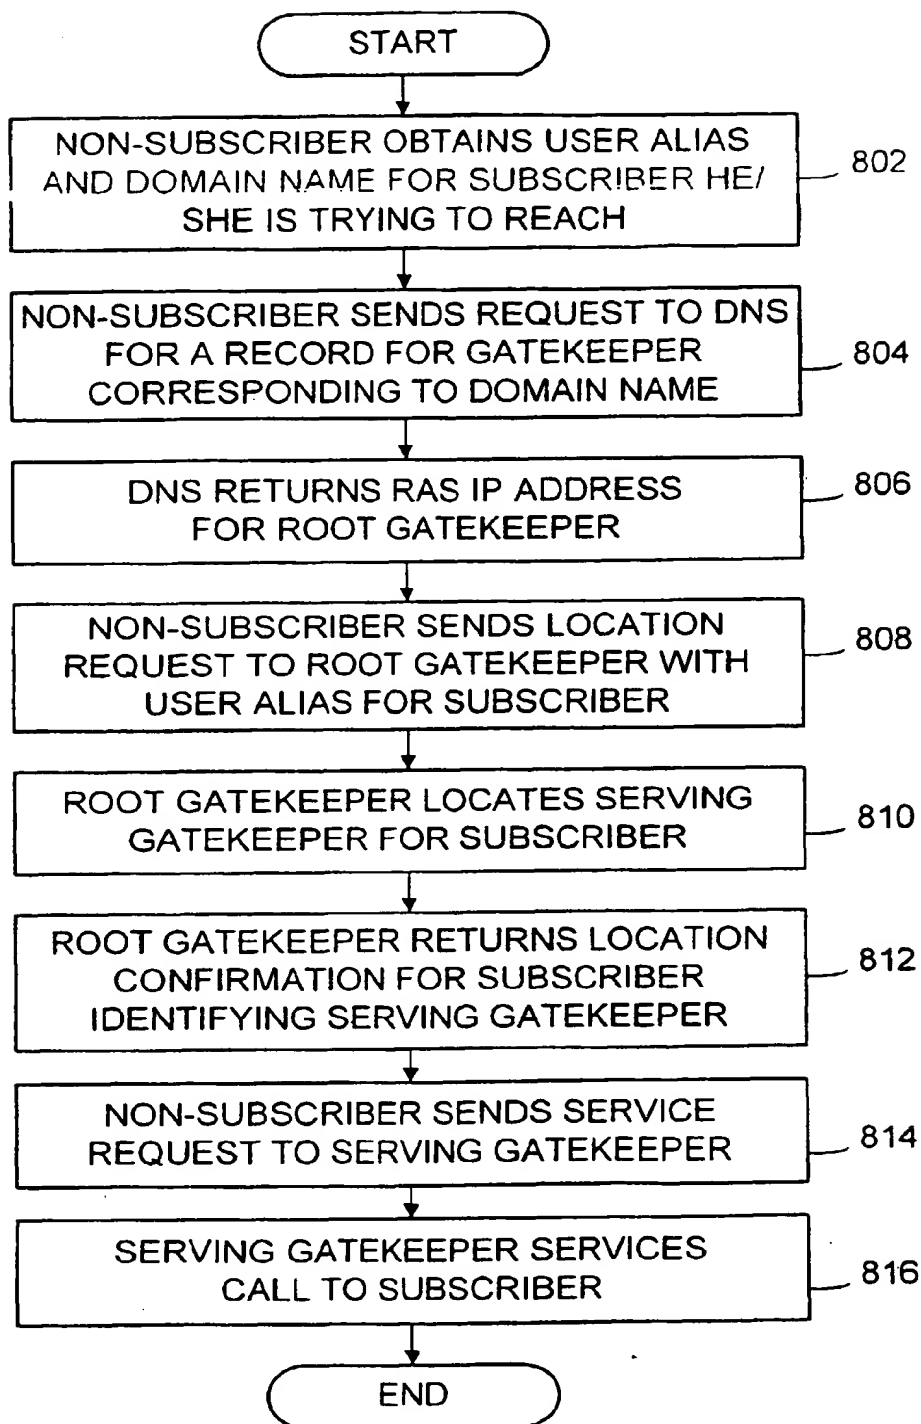 START
NON-SUBSCRIBER OBTAINS USER ALIAS
AND DOMAIN NAME FOR SUBSCRIBER HE/
SHE IS TRYING TO REACH
802
NON-SUBSCRIBER SENDS REQUEST TO DNS
FOR A RECORD FOR GATEKEEPER
CORRESPONDING TO DOMAIN NAME
804
DNS RETURNS RAS IP ADDRESS
FOR ROOT GATEKEEPER
806
NON-SUBSCRIBER SENDS LOCATION
REQUEST TO ROOT GATEKEEPER WITH
USER ALIAS FOR SUBSCRIBER
808
ROOT GATEKEEPER LOCATES SERVING
GATEKEEPER FOR SUBSCRIBER
810
ROOT GATEKEEPER RETURNS LOCATION
CONFIRMATION FOR SUBSCRIBER
IDENTIFYING SERVING GATEKEEPER
812
NON-SUBSCRIBER SENDS SERVICE
REQUEST TO SERVING GATEKEEPER
814
SERVING GATEKEEPER SERVICES
CALL TO SUBSCRIBER
816
END